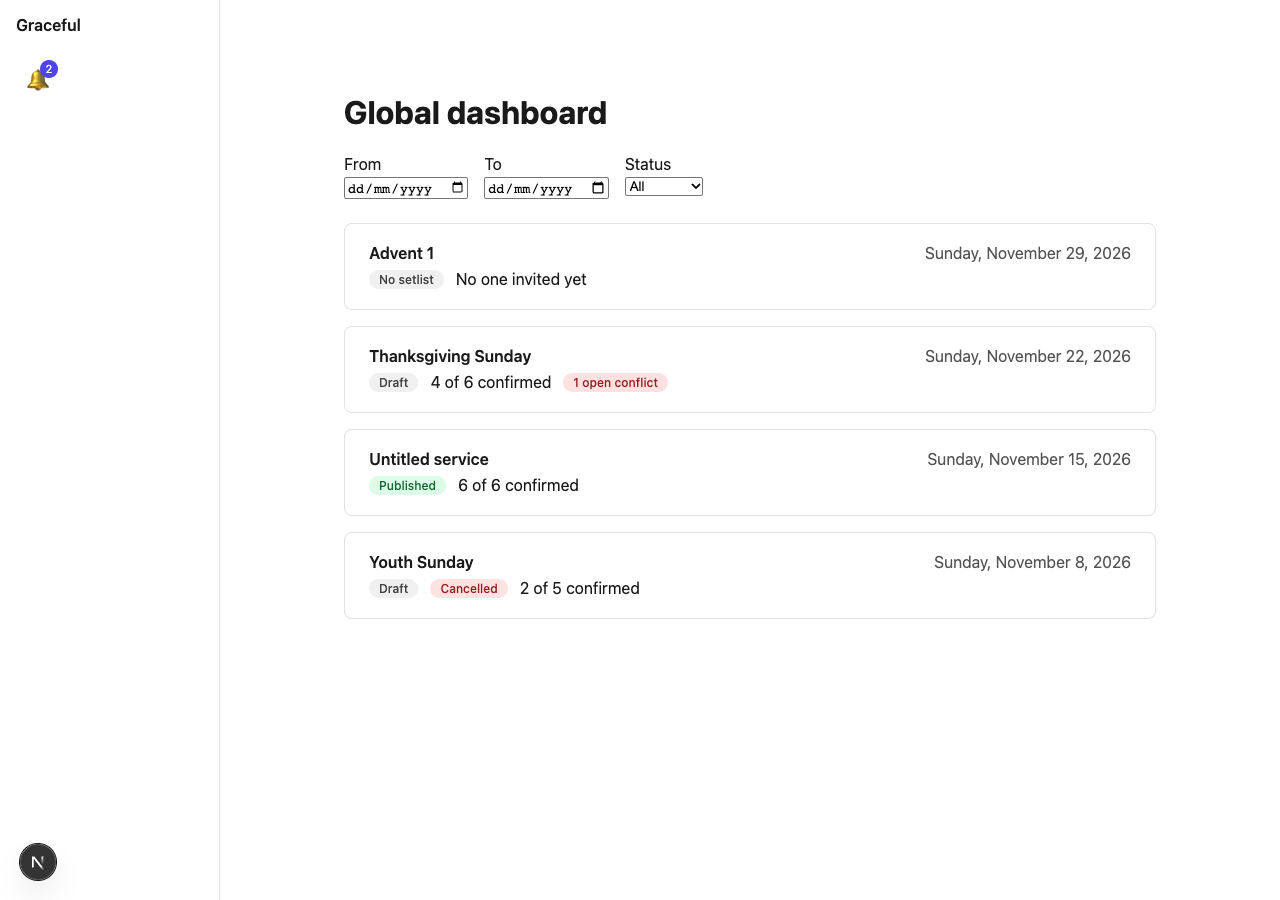 Graceful
2
Global dashboard
From To Status
dd/mm/yyyy dd/mm/yyyy All
Advent 1 Sunday, November 29, 2026
No setlist No one invited yet
Thanksgiving Sunday Sunday, November 22, 2026
Draft 4 of 6 confirmed 1 open conflict
Untitled service Sunday, November 15, 2026
Published 6 of 6 confirmed
Youth Sunday Sunday, November 8, 2026
Draft Cancelled 2 of 5 confirmed
N